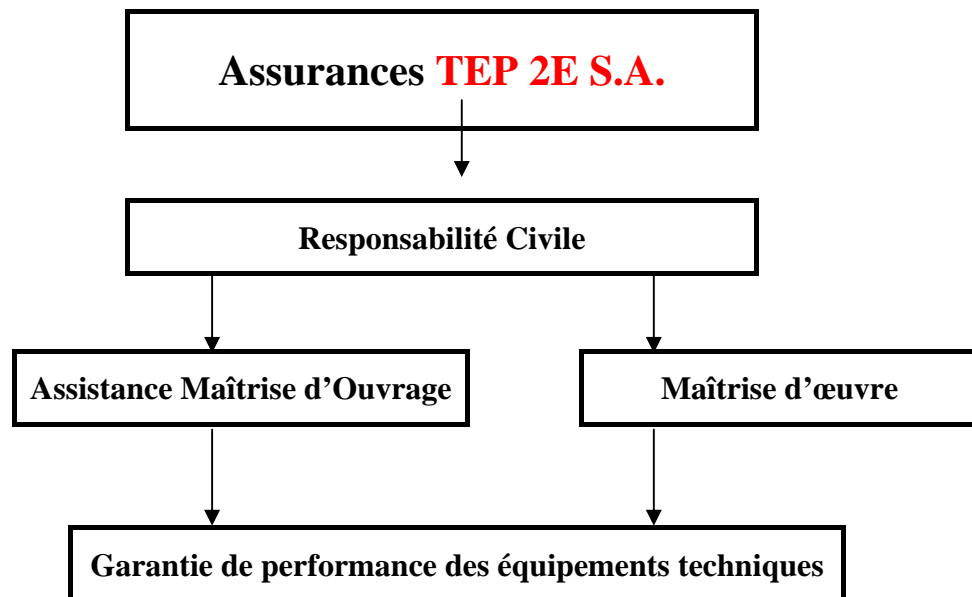 Assurances TEP 2E S.A.
Responsabilité Civile
Assistance Maîtrise d’Ouvrage
Maîtrise d’œuvre
Garantie de performance des équipements techniques